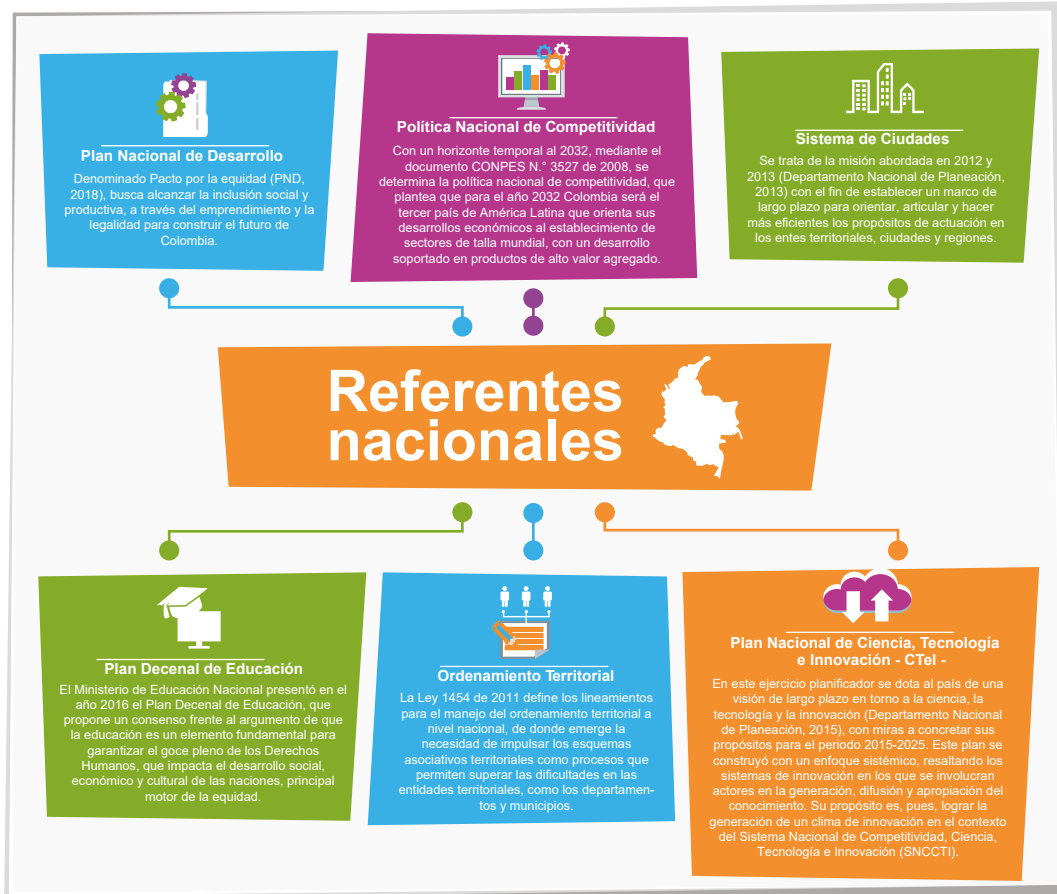 Plan Nacional de Desarrollo
Denominado Pacto por la equidad (PND,
2018), busca alcanzar la inclusión social y
productiva, a través del emprendimiento y la
legalidad para construir el futuro de
Colombia.
Política Nacional de Competitividad
Con un horizonte temporal al 2032, mediante el
documento CONPES N.° 3527 de 2008, se
determina la política nacional de competitividad, que
plantea que para el año 2032 Colombia será el
tercer país de América Latina que orienta sus
desarrollos económicos al establecimiento de
sectores de talla mundial, con un desarrollo
soportado en productos de alto valor agregado.
Sistema de Ciudades
Se trata de la misión abordada en 2012 y
2013 (Departamento Nacional de Planeación,
2013) con el fin de establecer un marco de
largo plazo para orientar, articular y hacer
más eficientes los propósitos de actuación en
los entes territoriales, ciudades y regiones.
Referentes
nacionales
Plan Decenal de Educación
El Ministerio de Educación Nacional presentó en el
año 2016 el Plan Decenal de Educación, que
propone un consenso frente al argumento de que
la educación es un elemento fundamental para
garantizar el goce pleno de los Derechos
Humanos, que impacta el desarrollo social,
económico y cultural de las naciones, principal
motor de la equidad.
Ordenamiento Territorial
La Ley 1454 de 2011 define los lineamientos
para el manejo del ordenamiento territorial a
nivel nacional, de donde emerge la
necesidad de impulsar los esquemas
asociativos territoriales como procesos que
permiten superar las dificultades en las
entidades territoriales, como los departamen-
tos y municipios.
Plan Nacional de Ciencia, Tecnología
e Innovación - CTel -
En este ejercicio planificador se dota al país de una
visión de largo plazo en torno a la ciencia, la
tecnología y la innovación (Departamento Nacional
de Planeación, 2015), con miras a concretar sus
propósitos para el periodo 2015-2025. Este plan se
construyó con un enfoque sistémico, resaltando los
sistemas de innovación en los que se involucran
actores en la generación, difusión y apropiación del
conocimiento. Su propósito es, pues, lograr la
generación de un clima de innovación en el contexto
del Sistema Nacional de Competitividad, Ciencia,
Tecnología e Innovación (SNCCTI).